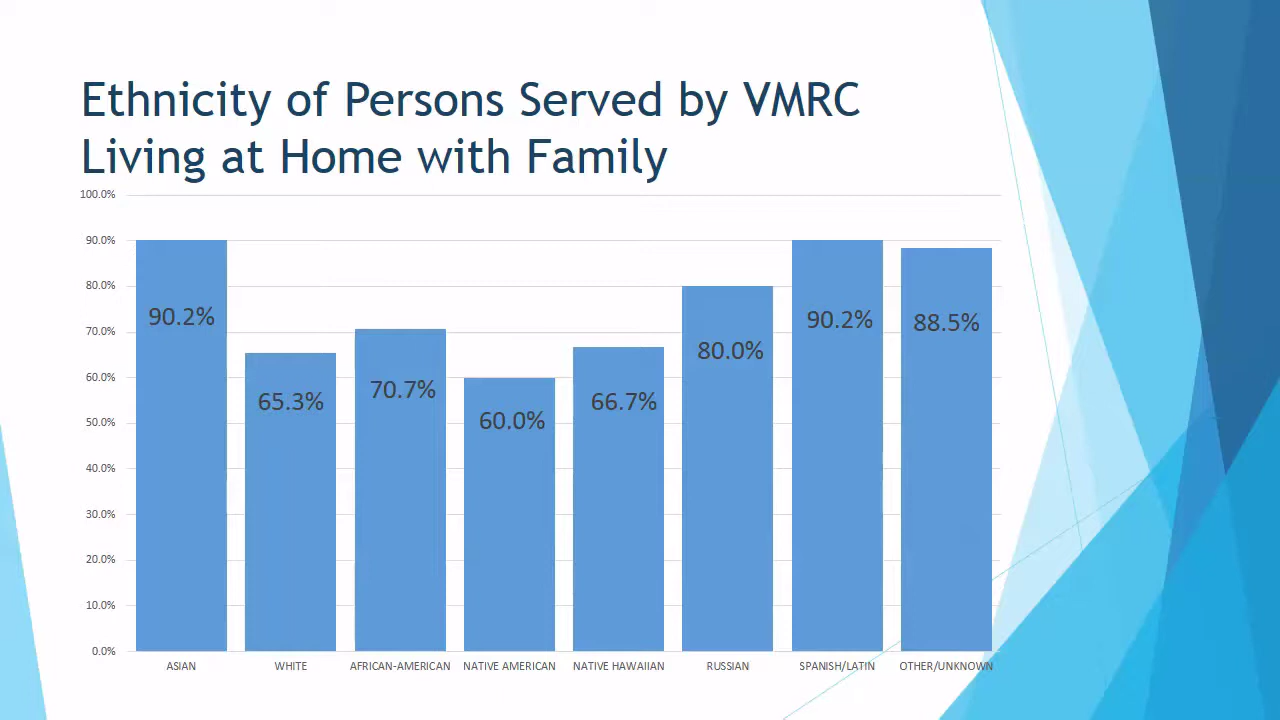 Ethnicity of Persons Served by VMRC
Living at Home with Family
100.0%
90.0%
80.0%
70.0%
60.0%
50.0%
40.0%
30.0%
20.0%
10.0%
0.0%
90.2%
65.3%
70.7%
60.0%
66.7%
80.0%
90.2%
88.5%
ASIAN
WHITE
AFRICAN-AMERICAN
NATIVE AMERICAN
NATIVE HAWAIIAN
RUSSIAN
SPANISH/LATIN
OTHER/UNKNOWN